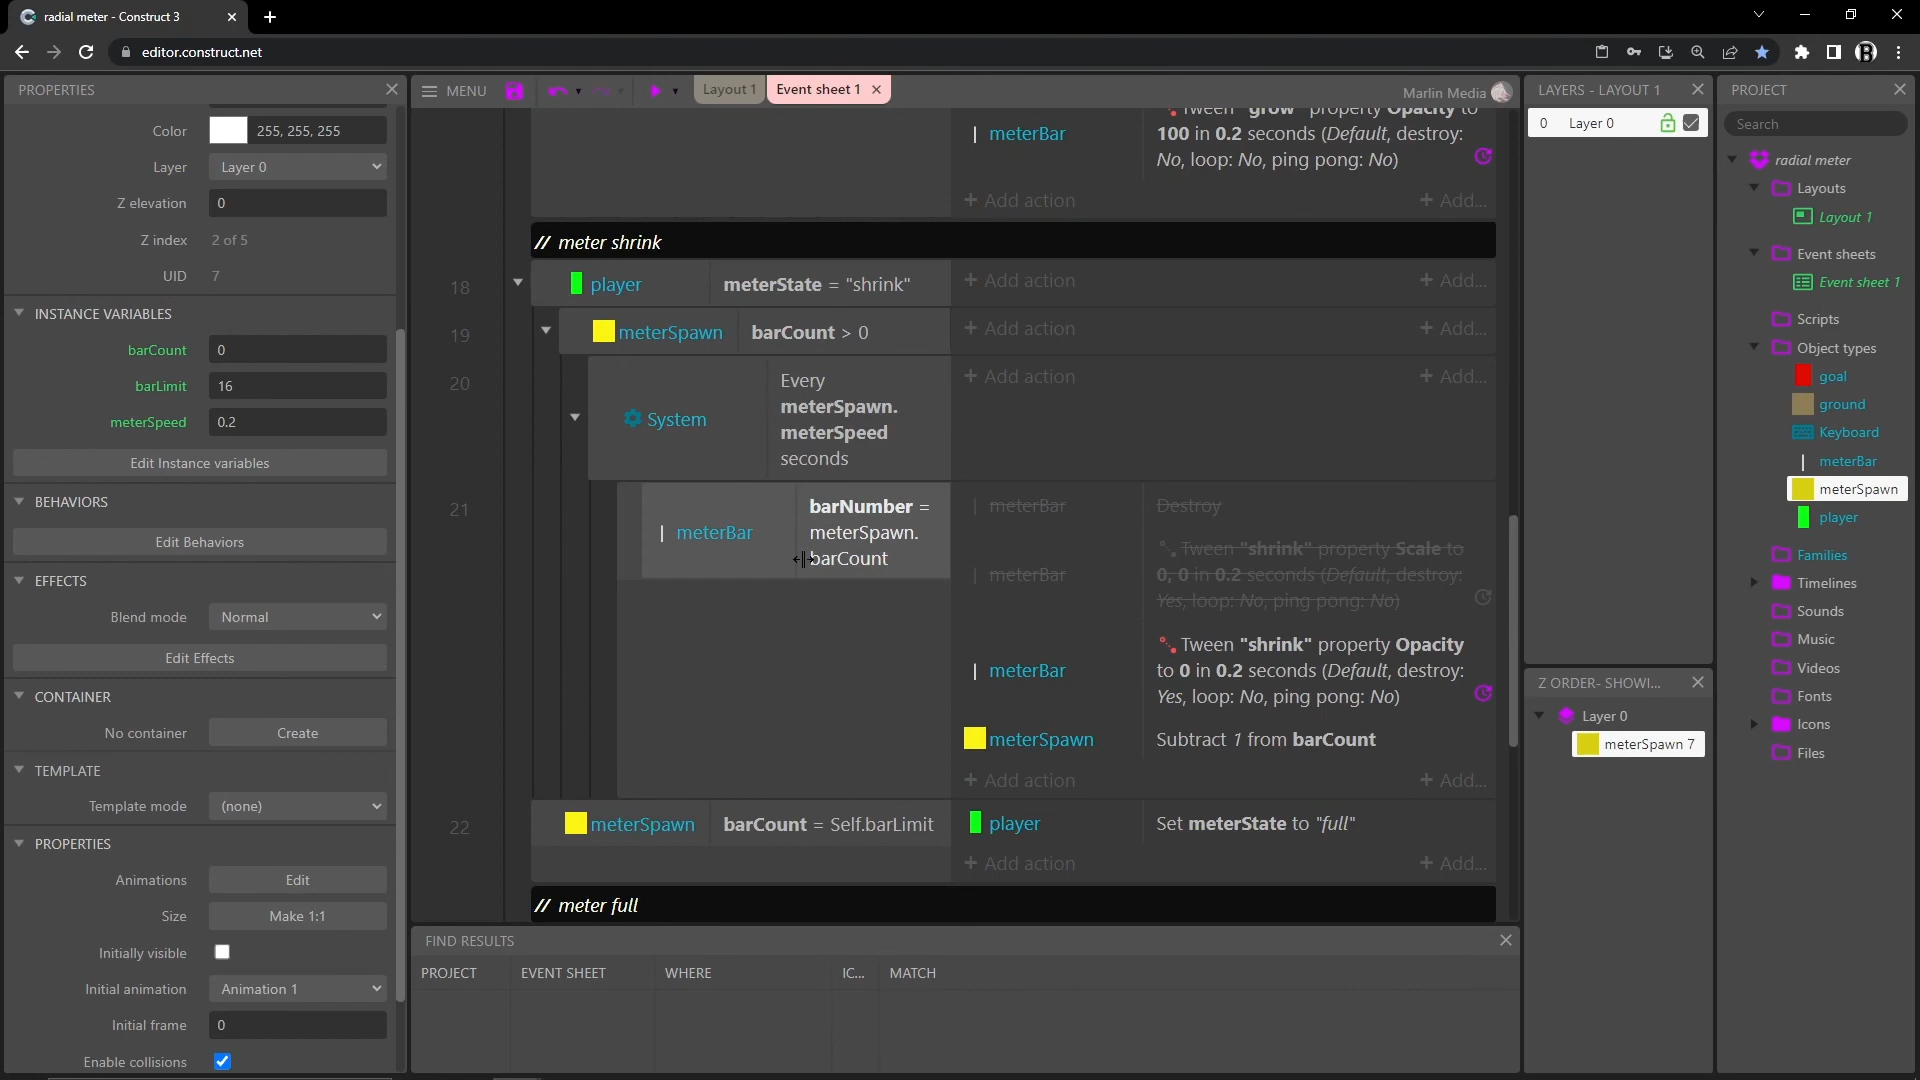 radial meter - Construct 3
editor.construct.net
PROPERTIES
Color 255, 255, 255
Layer Layer 0
Z elevation 0
Z index 2 of 5
UID 7
INSTANCE VARIABLES
barCount 0
barLimit 16
meterSpeed 0.2
Edit Instance variables
BEHAVIORS
Edit Behaviors
EFFECTS
Blend mode Normal
Edit Effects
CONTAINER
No container Create
TEMPLATE
Template mode (none)
PROPERTIES
Animations Edit
Size Make 1:1
Initially visible
Initial animation Animation 1
Initial frame 0
Enable collisions
MENU
Layout 1
Event sheet 1
Marlin Media
Tween "grow" property Opacity to
meterBar 100 in 0.2 seconds (Default, destroy:
No, loop: No, ping pong: No)
+ Add action + Add...
// meter shrink
18 player meterState = "shrink" + Add action + Add...
19 meterSpawn barCount > 0 + Add action + Add...
20 System Every + Add action + Add...
meterSpawn.
meterSpeed
seconds
21 meterBar barNumber =
meterSpawn.
barCount
meterBar Destroy
Tween "shrink" property Scale to
meterBar 0, 0 in 0.2 seconds (Default, destroy:
Yes, loop: No, ping pong: No)
Tween "shrink" property Opacity
meterBar to 0 in 0.2 seconds (Default, destroy:
Yes, loop: No, ping pong: No)
meterSpawn Subtract 1 from barCount
+ Add action + Add...
22 meterSpawn barCount = Self.barLimit player Set meterState to "full"
+ Add action + Add...
// meter full
FIND RESULTS
PROJECT EVENT SHEET WHERE IC... MATCH
LAYERS - LAYOUT 1
0 Layer 0
Z ORDER- SHOWI...
Layer 0
meterSpawn 7
PROJECT
Search
radial meter
Layouts
Layout 1
Event sheets
Event sheet 1
Scripts
Object types
goal
ground
Keyboard
meterBar
meterSpawn
player
Families
Timelines
Sounds
Music
Videos
Fonts
Icons
Files